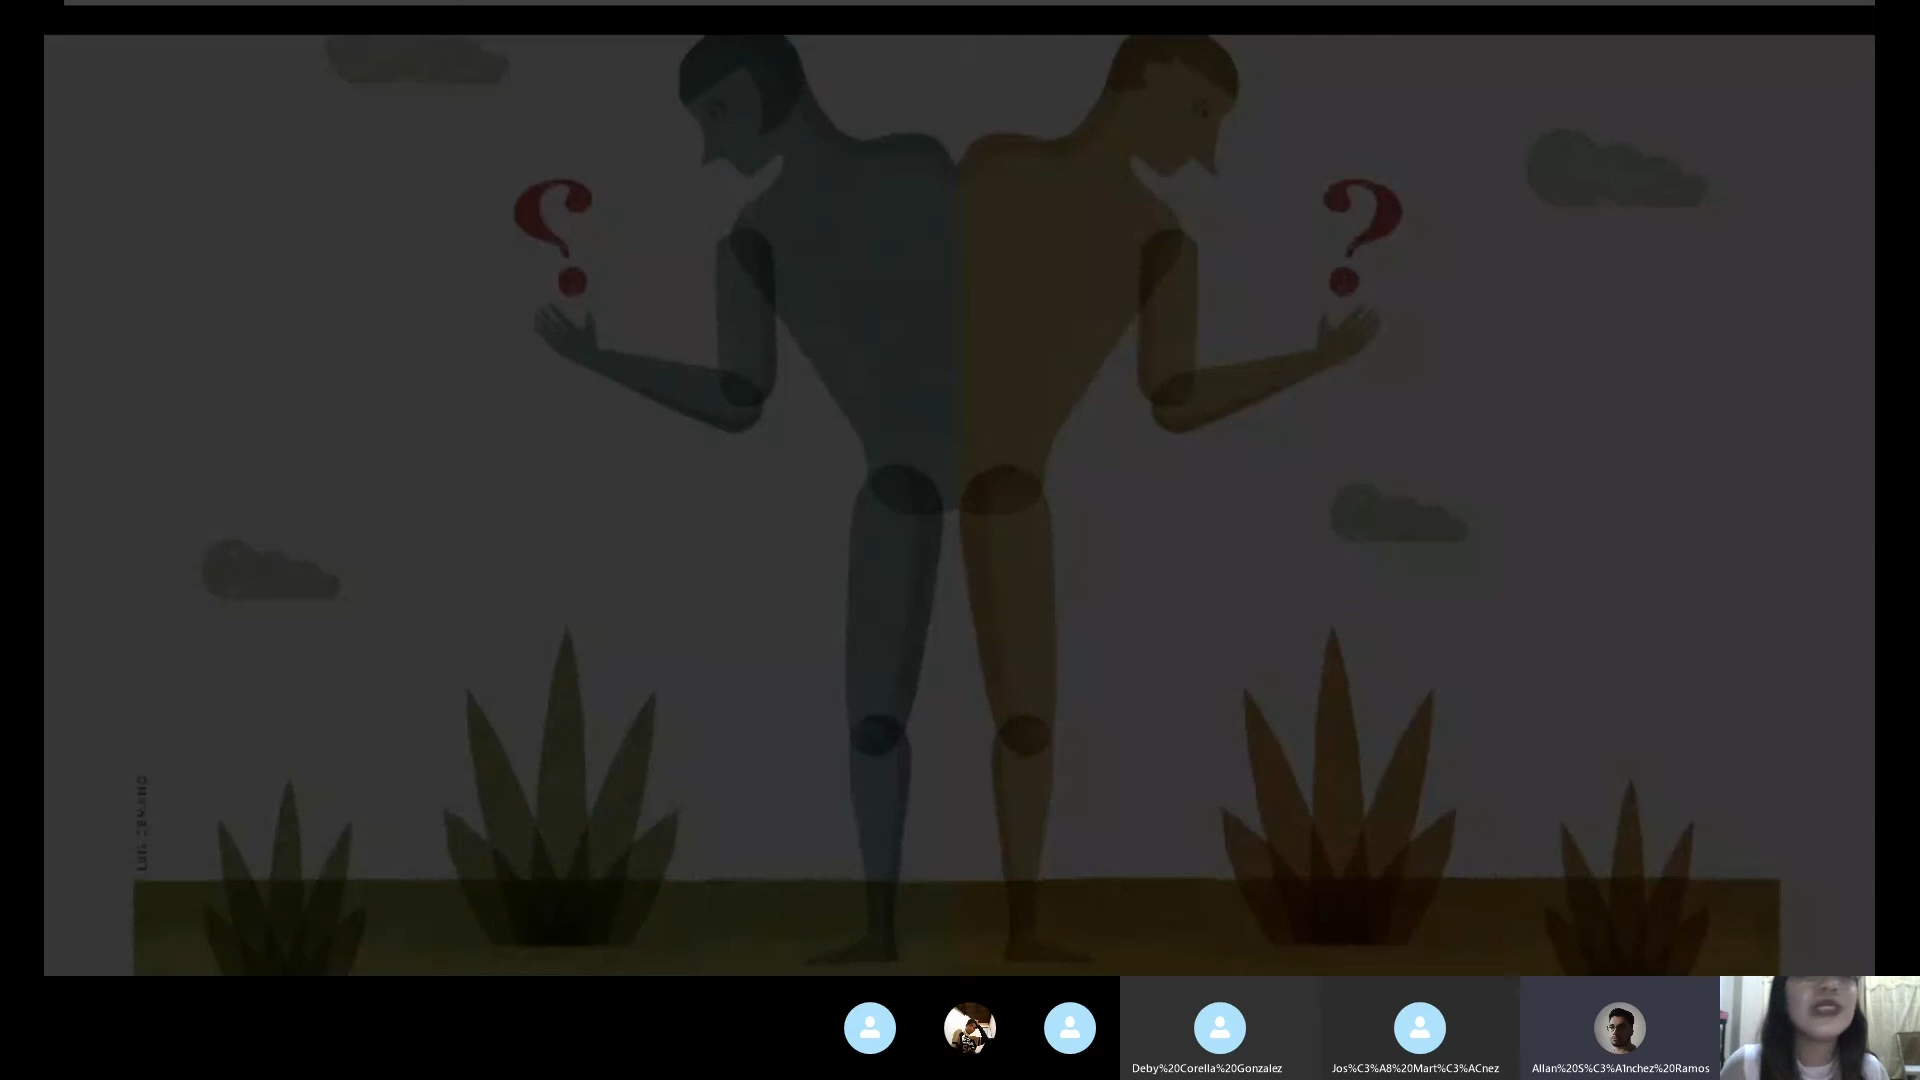 ?
?
Deby%20Corella%20Gonzalez
Jos%C3%A8%20Mart%C3%ACnez
Allan%20S%C3%A1nchez%20Ramos